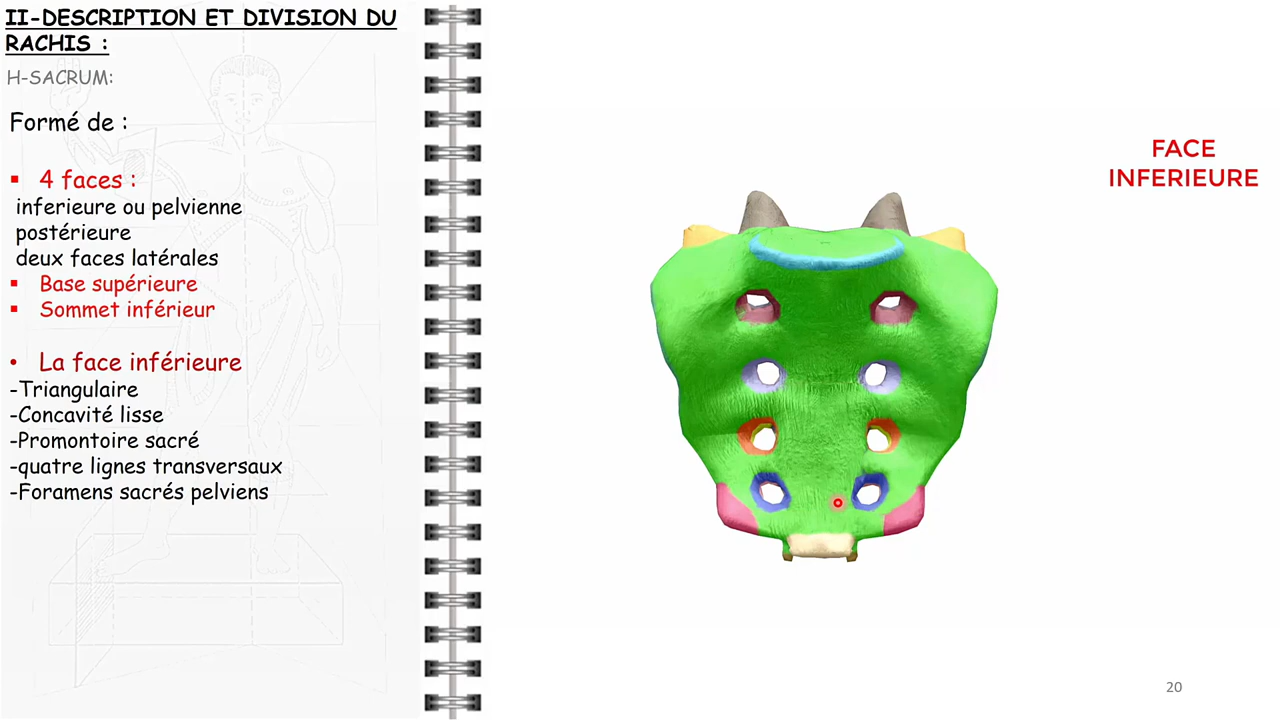 II-DESCRIPTION ET DIVISION DU
RACHIS :
H-SACRUM:
Formé de :
▪ 4 faces :
inferieure ou pelvienne
postérieure
deux faces latérales
▪ Base supérieure
▪ Sommet inférieur
• La face inférieure
-Triangulaire
-Concavité lisse
-Promontoire sacré
-quatre lignes transversaux
-Foramens sacrés pelviens
FACE
INFERIEURE
20